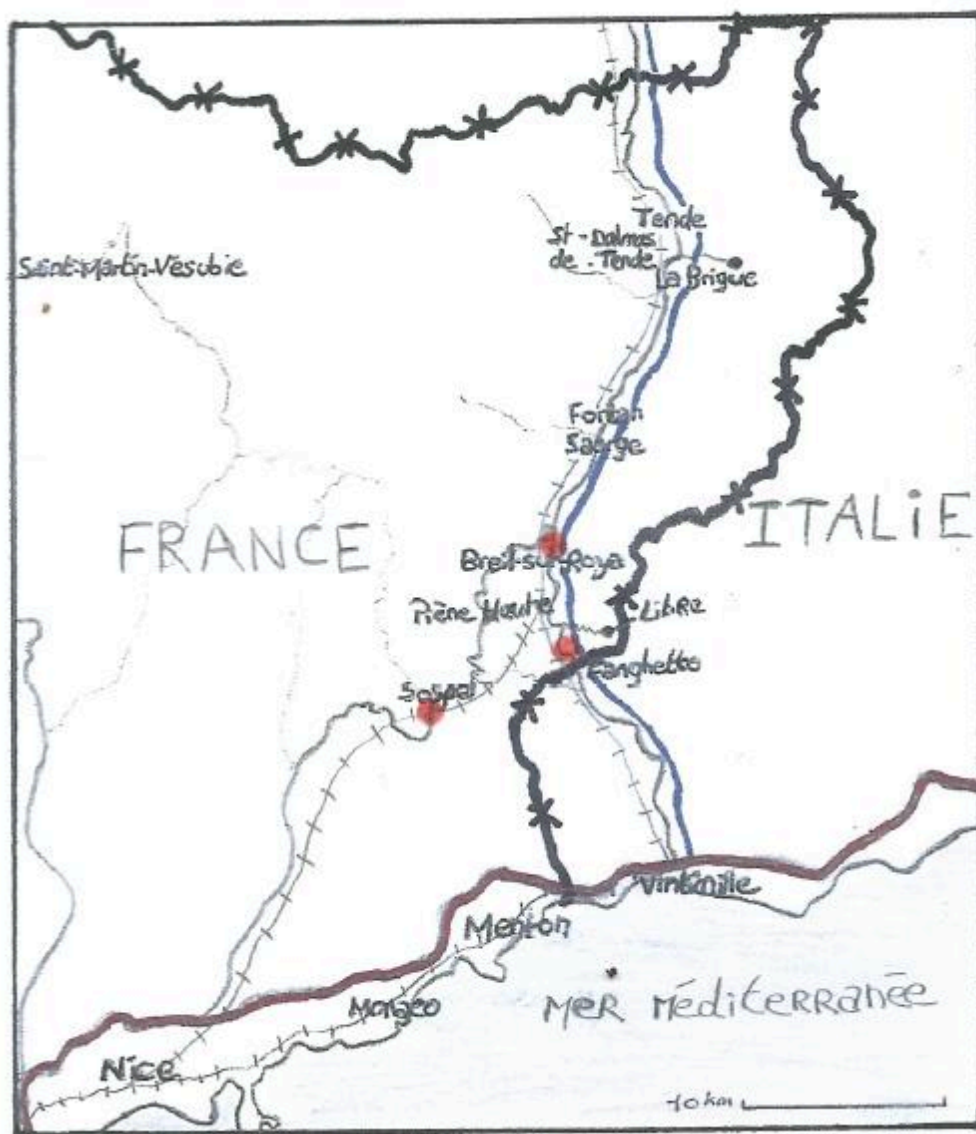 Tende
St-Dalmas
de-Tende
La Brigue
Saint-Martin-Vésubie
Fontan
Saorge
FRANCE
ITALIE
Breil-sur-Roya
Piène Haute
LIBRE
Fanghetto
Sospel
Vintimille
Menton
Monaco
MER MéDITERRANée
Nice
10 km